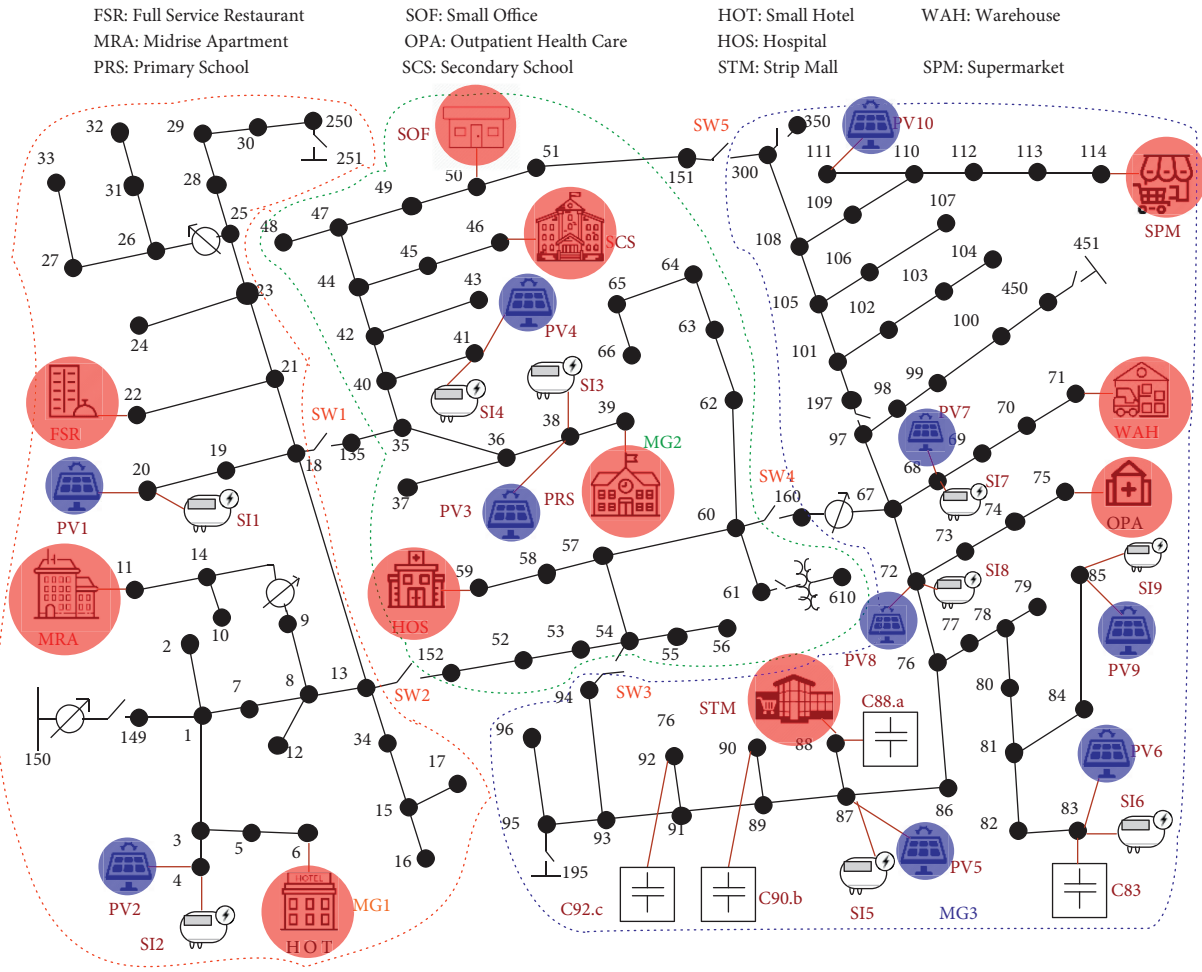 FSR: Full Service Restaurant
SOF: Small Office
HOT: Small Hotel
WAH: Warehouse
MRA: Midrise Apartment
OPA: Outpatient Health Care
HOS: Hospital
PRS: Primary School
SCS: Secondary School
STM: Strip Mall
SPM: Supermarket
32
29
30
250
251
33
31
28
25
26
27
23
24
21
22
FSR
SW1
18
135
19
20
PV1
SI1
14
11
MRA
10
9
2
7
8
13
SW2
152
149
150
1
12
34
17
15
16
3
5
6
4
PV2
SI2
HOTEL
HOT
MG1
SOF
50
51
49
47
48
46
SCS
45
44
43
PV4
42
41
40
SI4
SI3
35
36
38
39
MG2
37
PV3
PRS
64
65
63
66
62
SW4
160
60
57
58
59
HOS
61
610
52
53
54
55
56
SW5
151
300
350
PV10
111
110
112
113
114
SPM
109
107
108
106
104
103
451
105
102
450
101
100
99
98
197
97
PV7
69
70
71
WAH
68
SI7
67
75
74
73
OPA
72
SI8
PV8
85
SI9
PV9
79
78
77
76
80
84
81
PV6
SI6
82
83
C83
94
SW3
96
76
92
90
STM
C88.a
88
86
87
89
91
93
95
195
C92.c
C90.b
SI5
PV5
MG3